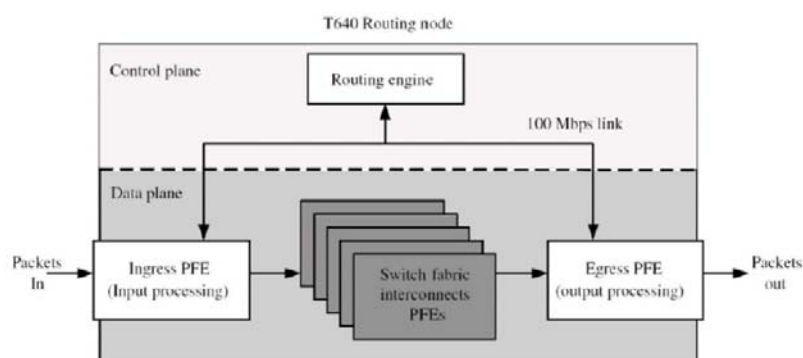 T640 Routing node
Control plane
Routing engine
100 Mbps link
Data plane
Packets
In
Ingress PFE
(Input processing)
Switch fabric
interconnects
PFEs
Egress PFE
(output processing)
Packets
out